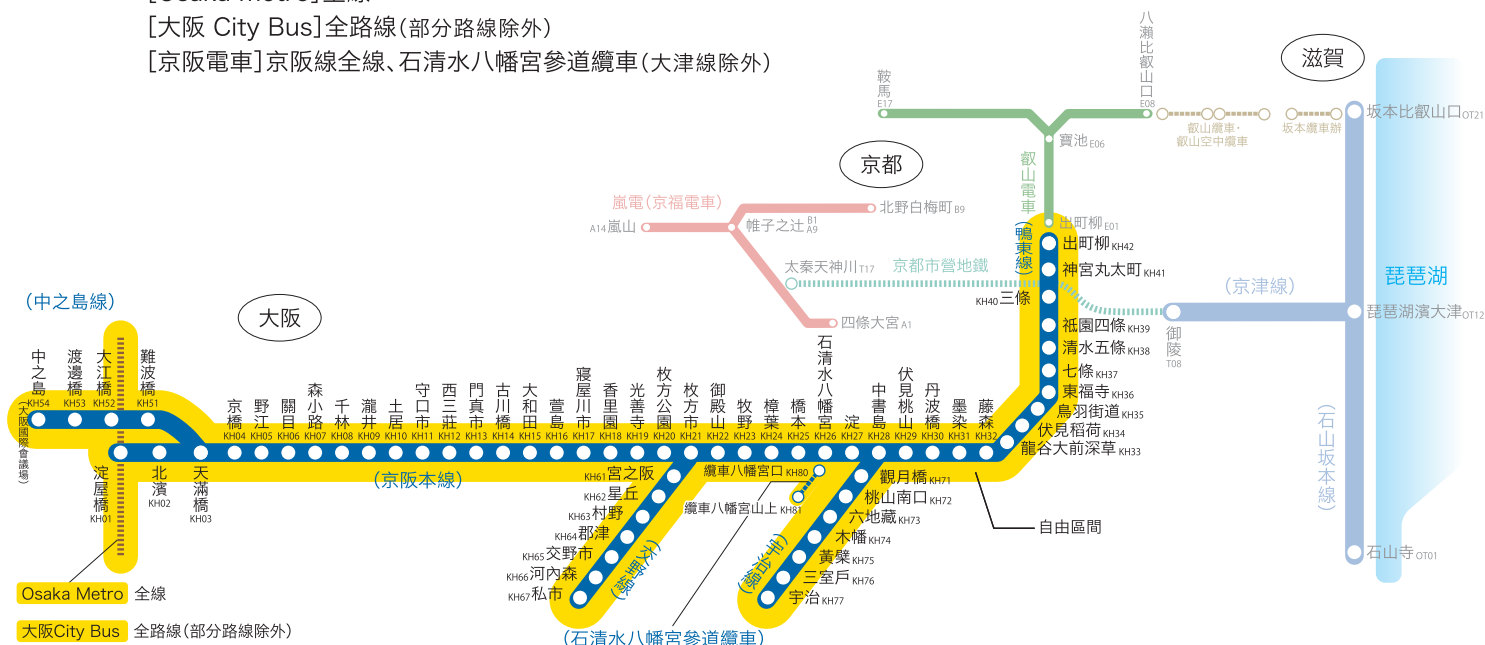 [Osaka Metro]全線
[大阪 City Bus]全路線(部分路線除外)
[京阪電車]京阪線全線、石清水八幡宮參道纜車(大津線除外)
八瀨比叡山口
E08
滋賀
鞍馬
E17
坂本比叡山口 OT21
叡山纜車・
叡山空中纜車
坂本纜車辦
寶池 E06
京都
叡山電車
嵐電(京福電車)
北野白梅町 B9
A14 嵐山
帷子之辻 B1 A9
出町柳 E01
(鴨東線)
出町柳 KH42
太秦天神川 T17
京都市營地鐵
神宮丸太町 KH41
琵琶湖
KH40 三條
(京津線)
(中之島線)
大阪
四條大宮 A1
祇園四條 KH39
御陵
T08
琵琶湖濱大津 OT12
清水五條 KH38
七條 KH37
東福寺 KH36
鳥羽街道 KH35
伏見稻荷 KH34
龍谷大前深草 KH33
(石山坂本線)
中之島
KH54
(大阪國際會議場)
渡邊橋
KH53
大江橋
KH52
難波橋
KH51
京橋
KH04
野江
KH05
關目
KH06
森小路
KH07
千林
KH08
瀧井
KH09
土居
KH10
守口市
KH11
西三莊
KH12
門真市
KH13
古川橋
KH14
大和田
KH15
萱島
KH16
寢屋川市
KH17
香里園
KH18
光善寺
KH19
枚方公園
KH20
枚方市
KH21
御殿山
KH22
牧野
KH23
樟葉
KH24
橋本
KH25
石清水八幡宮
KH26
淀
KH27
中書島
KH28
伏見桃山
KH29
丹波橋
KH30
墨染
KH31
藤森
KH32
淀屋橋
KH01
北濱
KH02
天滿橋
KH03
(京阪本線)
KH61 宮之阪
KH62 星丘
KH63 村野
KH64 郡津
KH65 交野市
KH66 河內森
KH67 私市
(交野線)
纜車八幡宮口 KH80
纜車八幡宮山上 KH81
觀月橋 KH71
桃山南口 KH72
六地藏 KH73
木幡 KH74
黃檗 KH75
三室戶 KH76
宇治 KH77
(宇治線)
自由區間
石山寺 OT01
Osaka Metro 全線
大阪City Bus 全路線(部分路線除外)
(石清水八幡宮參道纜車)